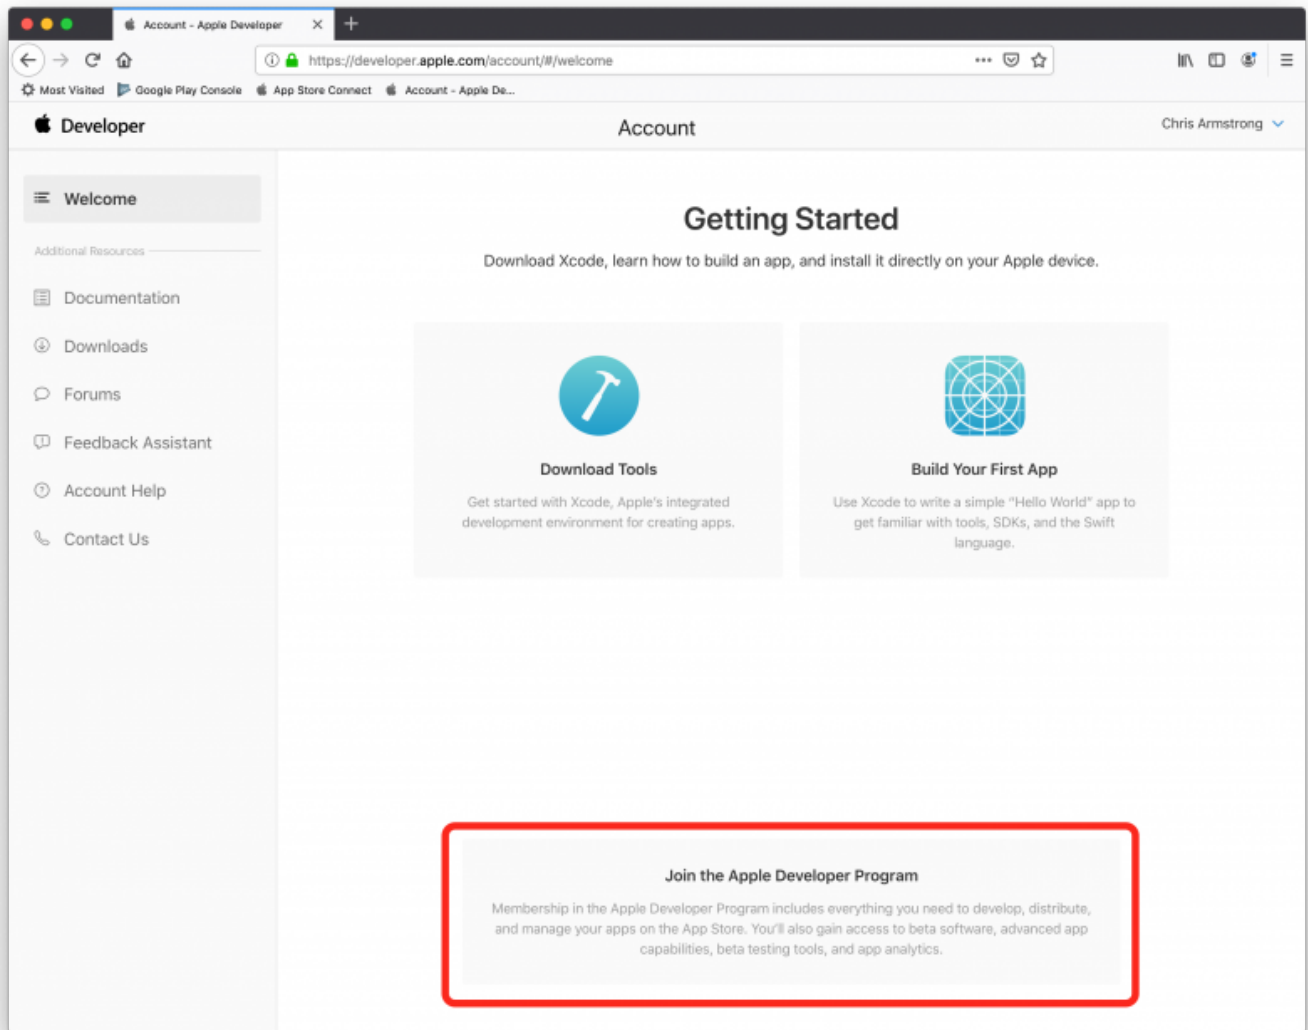 Account - Apple Developer
https://developer.apple.com/account/#/welcome
Most Visited Google Play Console App Store Connect Account - Apple De...
Developer
Account
Chris Armstrong
Welcome
Additional Resources
Documentation
Downloads
Forums
Feedback Assistant
Account Help
Contact Us
Getting Started
Download Xcode, learn how to build an app, and install it directly on your Apple device.
Download Tools
Get started with Xcode, Apple's integrated
development environment for creating apps.
Build Your First App
Use Xcode to write a simple "Hello World" app to
get familiar with tools, SDKs, and the Swift
language.
Join the Apple Developer Program
Membership in the Apple Developer Program includes everything you need to develop, distribute,
and manage your apps on the App Store. You'll also gain access to beta software, advanced app
capabilities, beta testing tools, and app analytics.